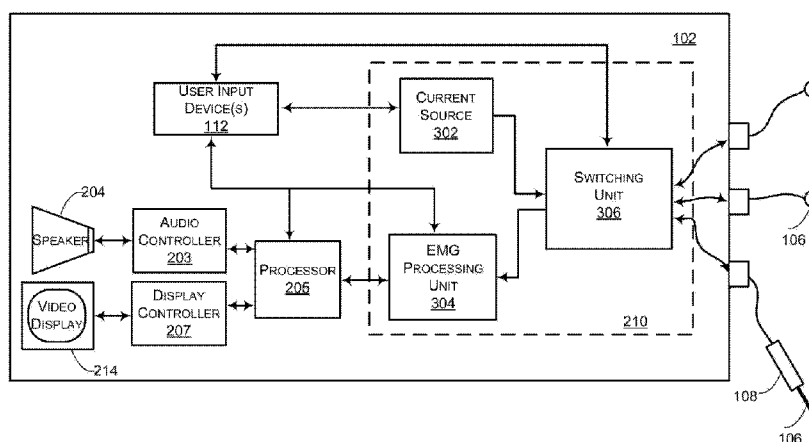 102
USER INPUT
DEVICE(S)
112
CURRENT
SOURCE
302
SWITCHING
UNIT
306
204
SPEAKER
AUDIO
CONTROLLER
203
PROCESSOR
205
EMG
PROCESSING
UNIT
304
106
VIDEO
DISPLAY
DISPLAY
CONTROLLER
207
210
214
108
106